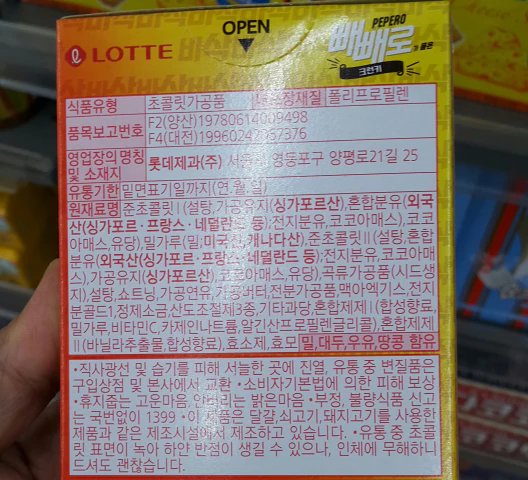 OPEN
LOTTE
PEPERO
빼빼로
가 품은
크런키
식품유형 초콜릿가공품 폴리프로필렌
품목보고번호 F2(양산)197806140
F4(대전)19960242
영업장의 명칭 및 소재지 롯데제과(주) 영등포구 양평로21길 25
유통기한 밑면표기일까지(연.월.일)
원재료명 준초콜릿Ⅰ(설탕,가공유지(싱가포르산),혼합분유(외국
산(싱가포르·프랑스·네덜란드 등);전지분유,코코아매스),코코
아매스,유당),밀가루(밀:미국산,캐나다산),준초콜릿Ⅱ(설탕,혼합
분유(외국산(싱가포르·프랑스·네덜란드 등);전지분유,코코아매
스),가공유지(싱가포르산),코코아매스,유당),곡류가공품(시드생
지),설탕,쇼트닝,가공연유,가공버터,전분가공품,맥아엑기스,전지
분골드1,정제소금,산도조절제3종,기타과당,혼합제제Ⅰ(합성향료,
밀가루,비타민C,카제인나트륨,알긴산프로필렌글리콜),혼합제제
Ⅱ(바닐라추출물,합성향료),효소제,효모 밀,대두,우유,땅콩 함유
•직사광선 및 습기를 피해 서늘한 곳에 진열, 유통 중 변질품은
구입상점 및 본사에서 교환 •소비자기본법에 의한 피해 보상
•휴지줍는 고운마음, 안버리는 밝은마음 •부정, 불량식품 신고
는 국번없이 1399 •이 제품은 달걀,쇠고기,돼지고기를 사용한
제품과 같은 제조시설에서 제조하고 있습니다. •유통 중 초콜
릿 표면이 녹아 하얀 반점이 생길 수 있으나, 인체에 무해하니
드셔도 괜찮습니다.